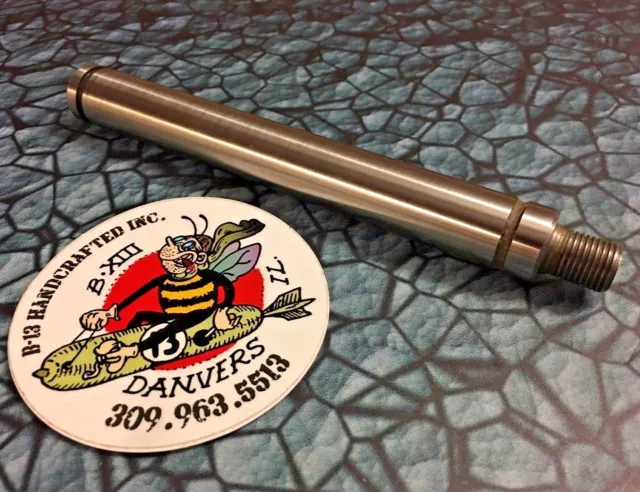 B-13 HANDCRAFTED INC.
B-XIII
IL.
13
DANVERS
309.963.5513